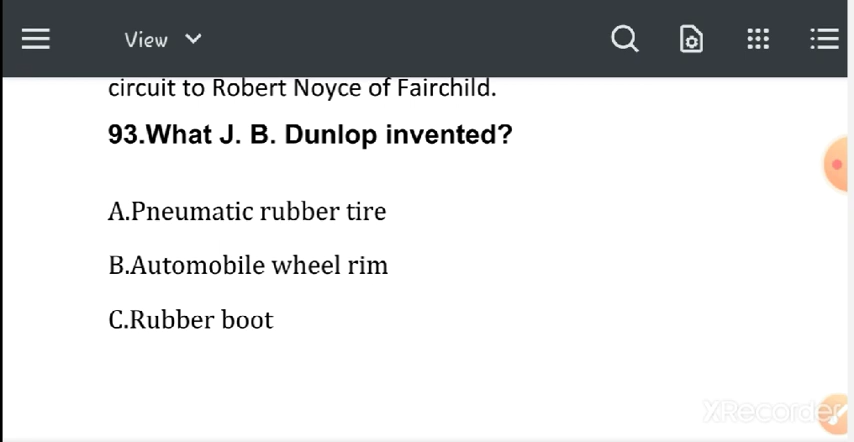 View
circuit to Robert Noyce of Fairchild.
93.What J. B. Dunlop invented?
A.Pneumatic rubber tire
B.Automobile wheel rim
C.Rubber boot
XRecorder